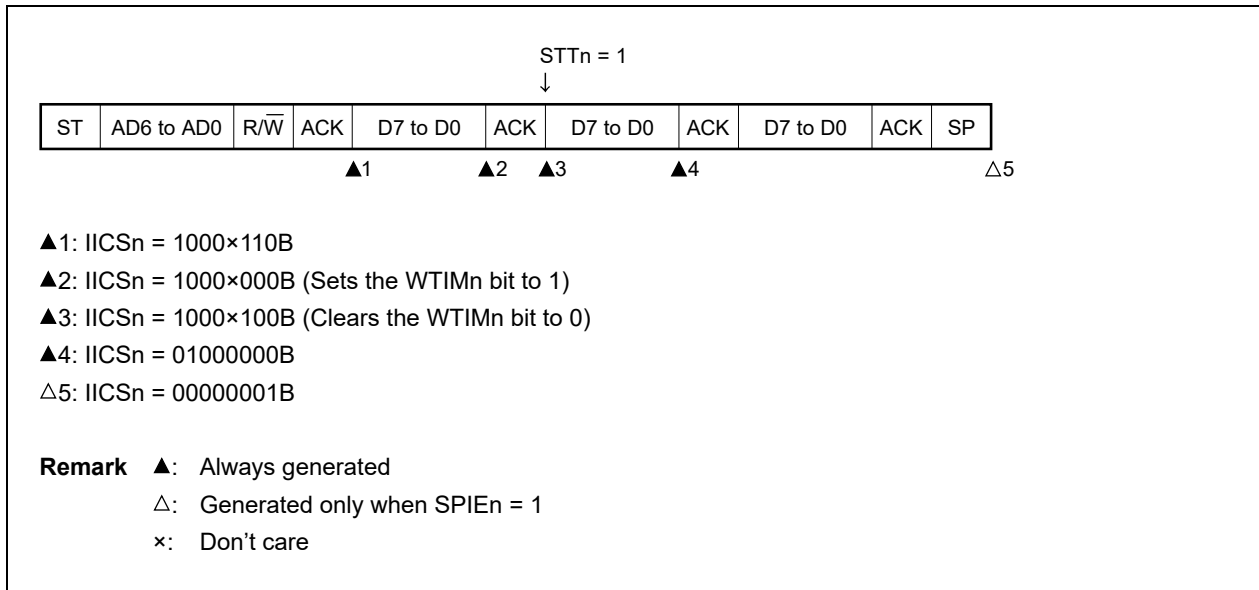 STTn = 1
↓
ST AD6 to AD0 R/W̅ ACK D7 to D0 ACK D7 to D0 ACK D7 to D0 ACK SP
▲1 ▲2 ▲3 ▲4 △5
▲1: IICSn = 1000×110B
▲2: IICSn = 1000×000B (Sets the WTIMn bit to 1)
▲3: IICSn = 1000×100B (Clears the WTIMn bit to 0)
▲4: IICSn = 01000000B
△5: IICSn = 00000001B
Remark ▲: Always generated
△: Generated only when SPIEn = 1
×: Don't care